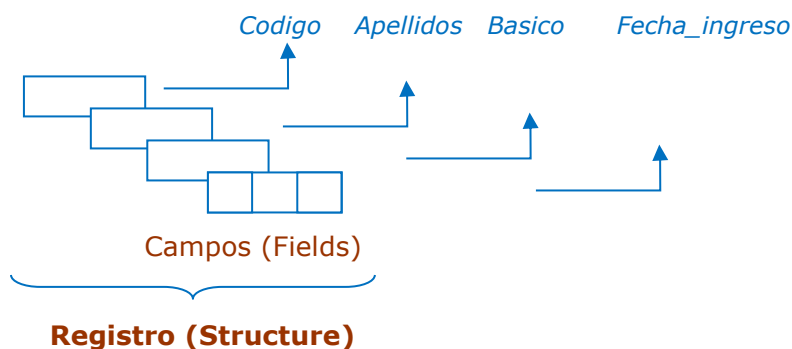 Codigo Apellidos Basico Fecha_ingreso
Campos (Fields)
Registro (Structure)